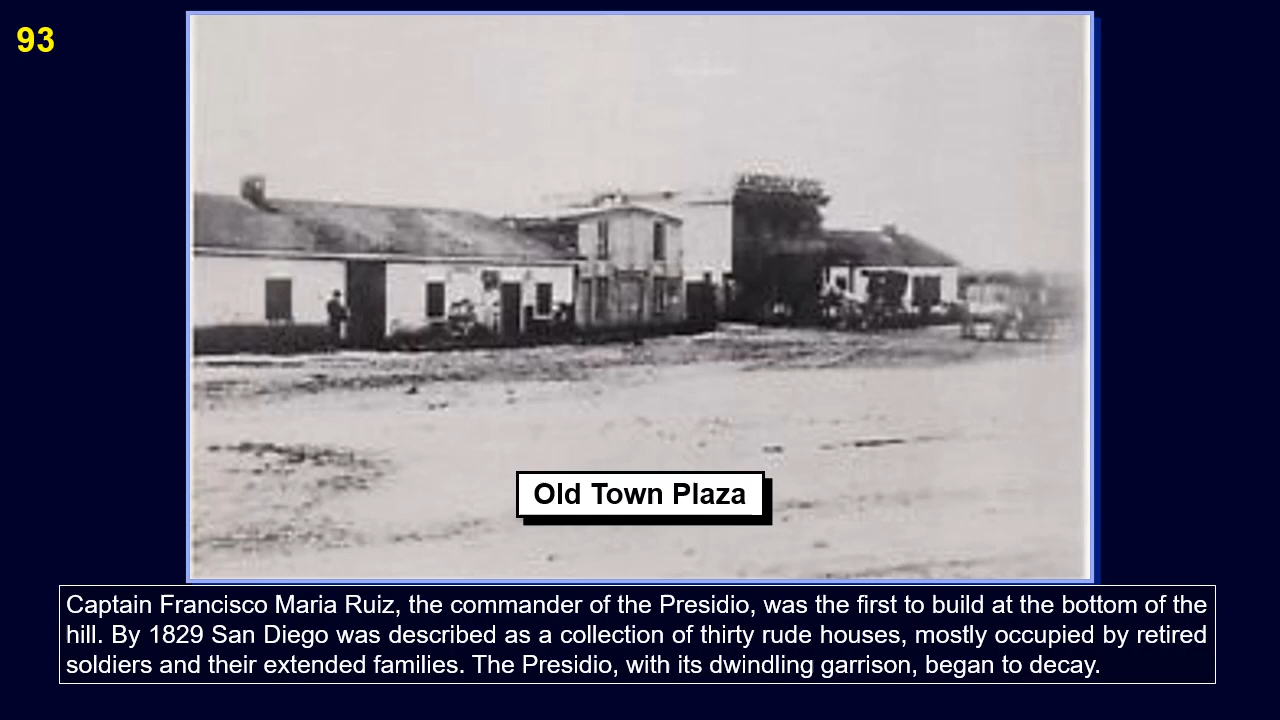 93
Old Town Plaza
Captain Francisco Maria Ruiz, the commander of the Presidio, was the first to build at the bottom of the
hill. By 1829 San Diego was described as a collection of thirty rude houses, mostly occupied by retired
soldiers and their extended families. The Presidio, with its dwindling garrison, began to decay.